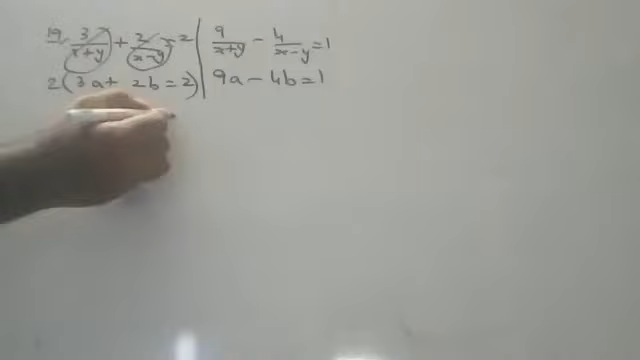 19. 3/(x+y) + 2/(x-y) = 2 | 9/(x+y) - 4/(x-y) = 1
2(3a + 2b = 2) | 9a - 4b = 1